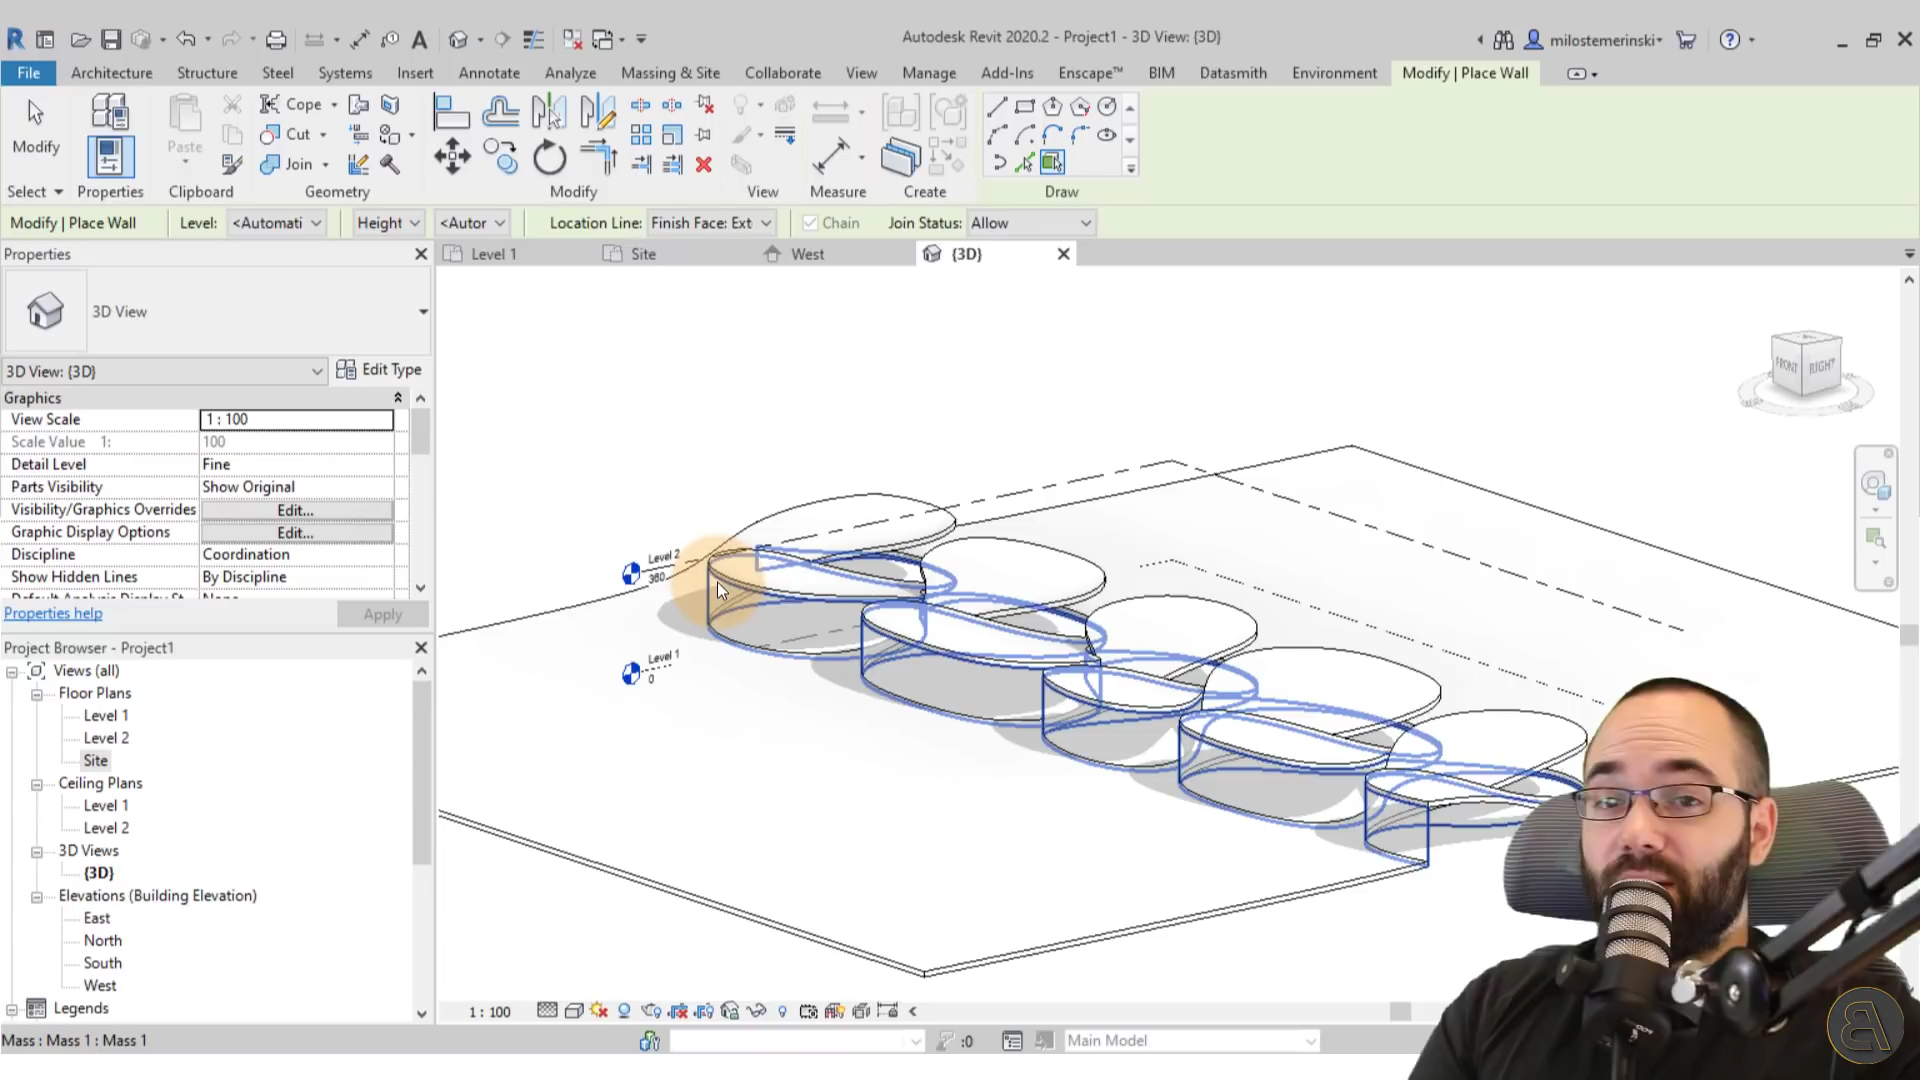 Autodesk Revit 2020.2 - Project1 - 3D View: {3D}
milostemerinski
File Architecture Structure Steel Systems Insert Annotate Analyze Massing & Site Collaborate View Manage Add-Ins Enscape™ BIM Datasmith Environment Modify | Place Wall
Modify
Paste
Cope
Cut
Join
Select Properties Clipboard Geometry Modify View Measure Create Draw
Modify | Place Wall Level: <Automati Height <Autor Location Line: Finish Face: Ext Chain Join Status: Allow
Properties
Level 1 Site West {3D}
3D View
3D View: {3D} Edit Type
Graphics
View Scale 1 : 100
Scale Value 1: 100
Detail Level Fine
Parts Visibility Show Original
Visibility/Graphics Overrides Edit...
Graphic Display Options Edit...
Discipline Coordination
Show Hidden Lines By Discipline
Properties help Apply
Project Browser - Project1
Views (all)
Floor Plans
Level 1
Level 2
Site
Ceiling Plans
Level 1
Level 2
3D Views
{3D}
Elevations (Building Elevation)
East
North
South
West
Legends
Level 2
360
Level 1
0
FRONT RIGHT
1 : 100
Mass : Mass 1 : Mass 1
:0
Main Model